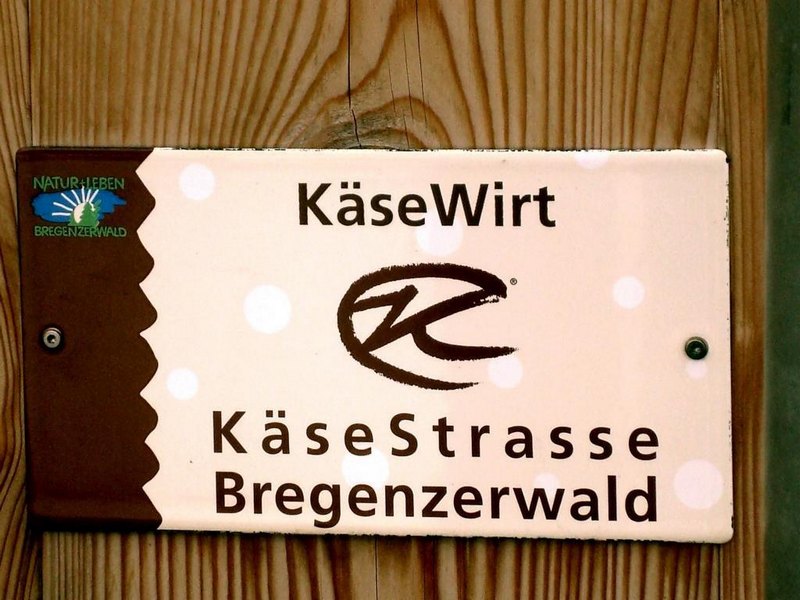 NATUR+LEBEN
BREGENZERWALD
KäseWirt
®
KäseStrasse
Bregenzerwald